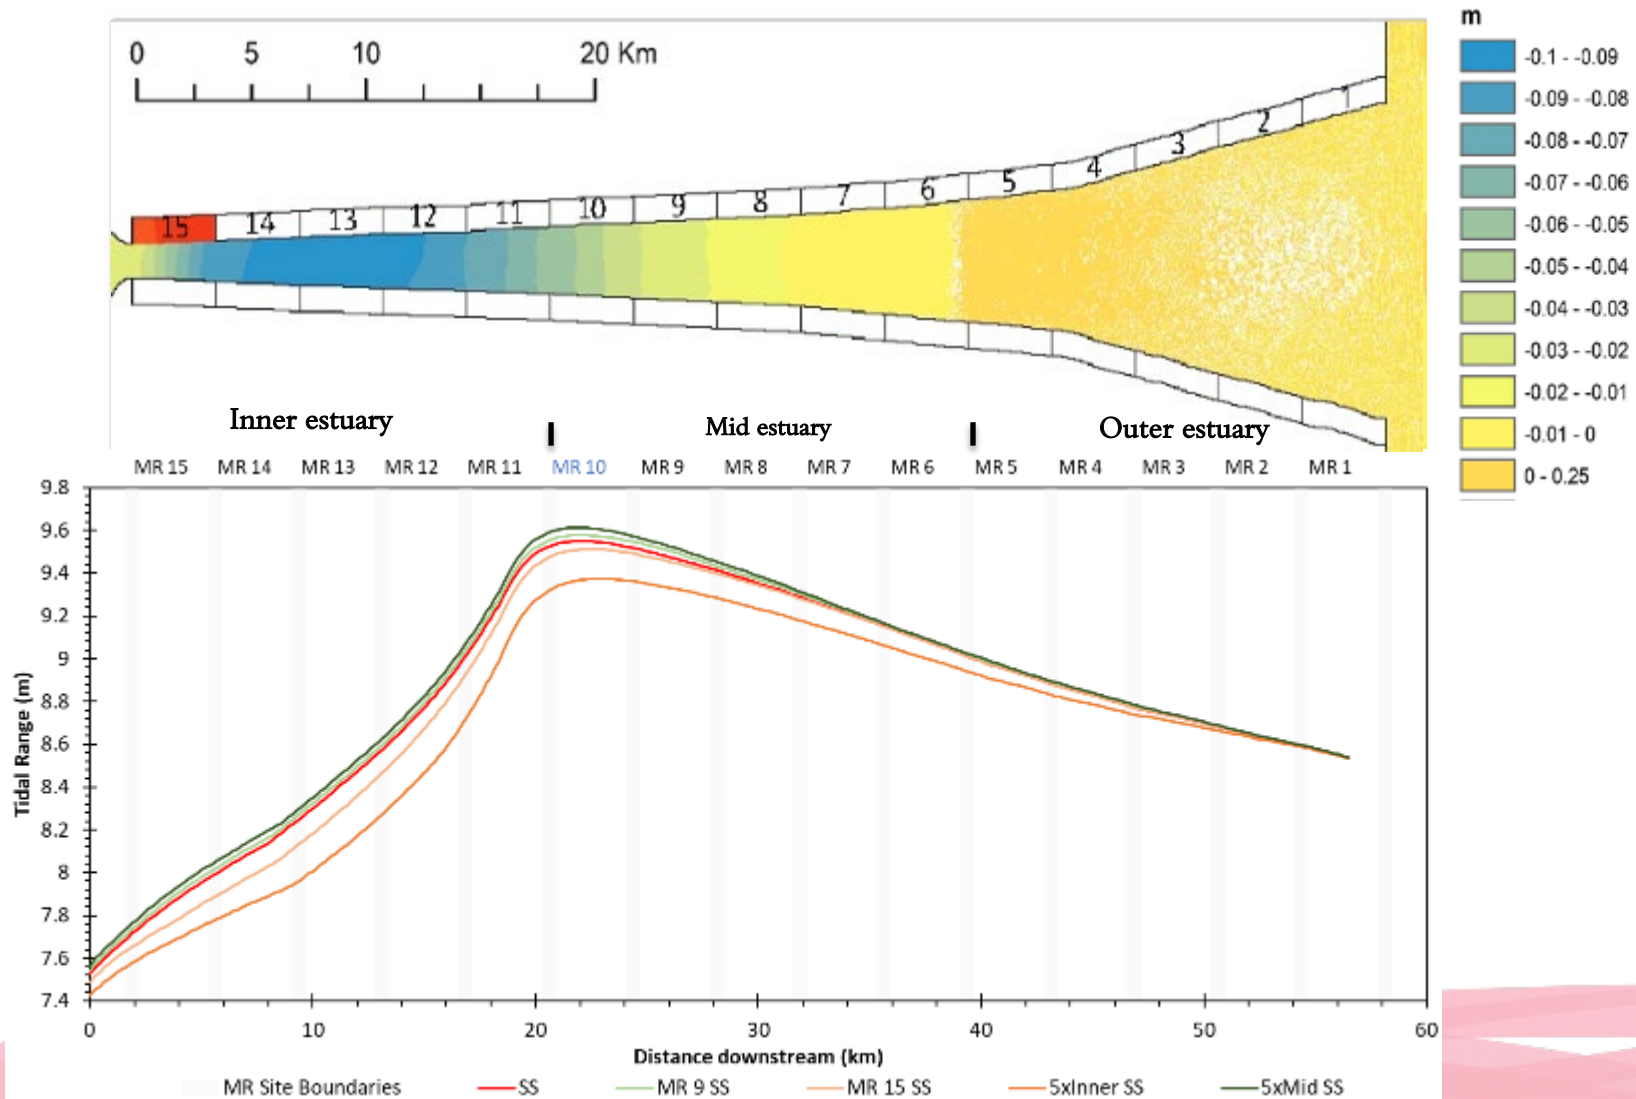 m
0 5 10 20 Km
-0.1 - -0.09
-0.09 - -0.08
-0.08 - -0.07
-0.07 - -0.06
-0.06 - -0.05
-0.05 - -0.04
-0.04 - -0.03
-0.03 - -0.02
-0.02 - -0.01
-0.01 - 0
0 - 0.25
15 14 13 12 11 10 9 8 7 6 5 4 3 2 1
Inner estuary Mid estuary Outer estuary
MR 15 MR 14 MR 13 MR 12 MR 11 MR 10 MR 9 MR 8 MR 7 MR 6 MR 5 MR 4 MR 3 MR 2 MR 1
Tidal Range (m)
9.8
9.6
9.4
9.2
9
8.8
8.6
8.4
8.2
8
7.8
7.6
7.4
0 10 20 30 40 50 60
Distance downstream (km)
MR Site Boundaries SS MR 9 SS MR 15 SS 5xInner SS 5xMid SS